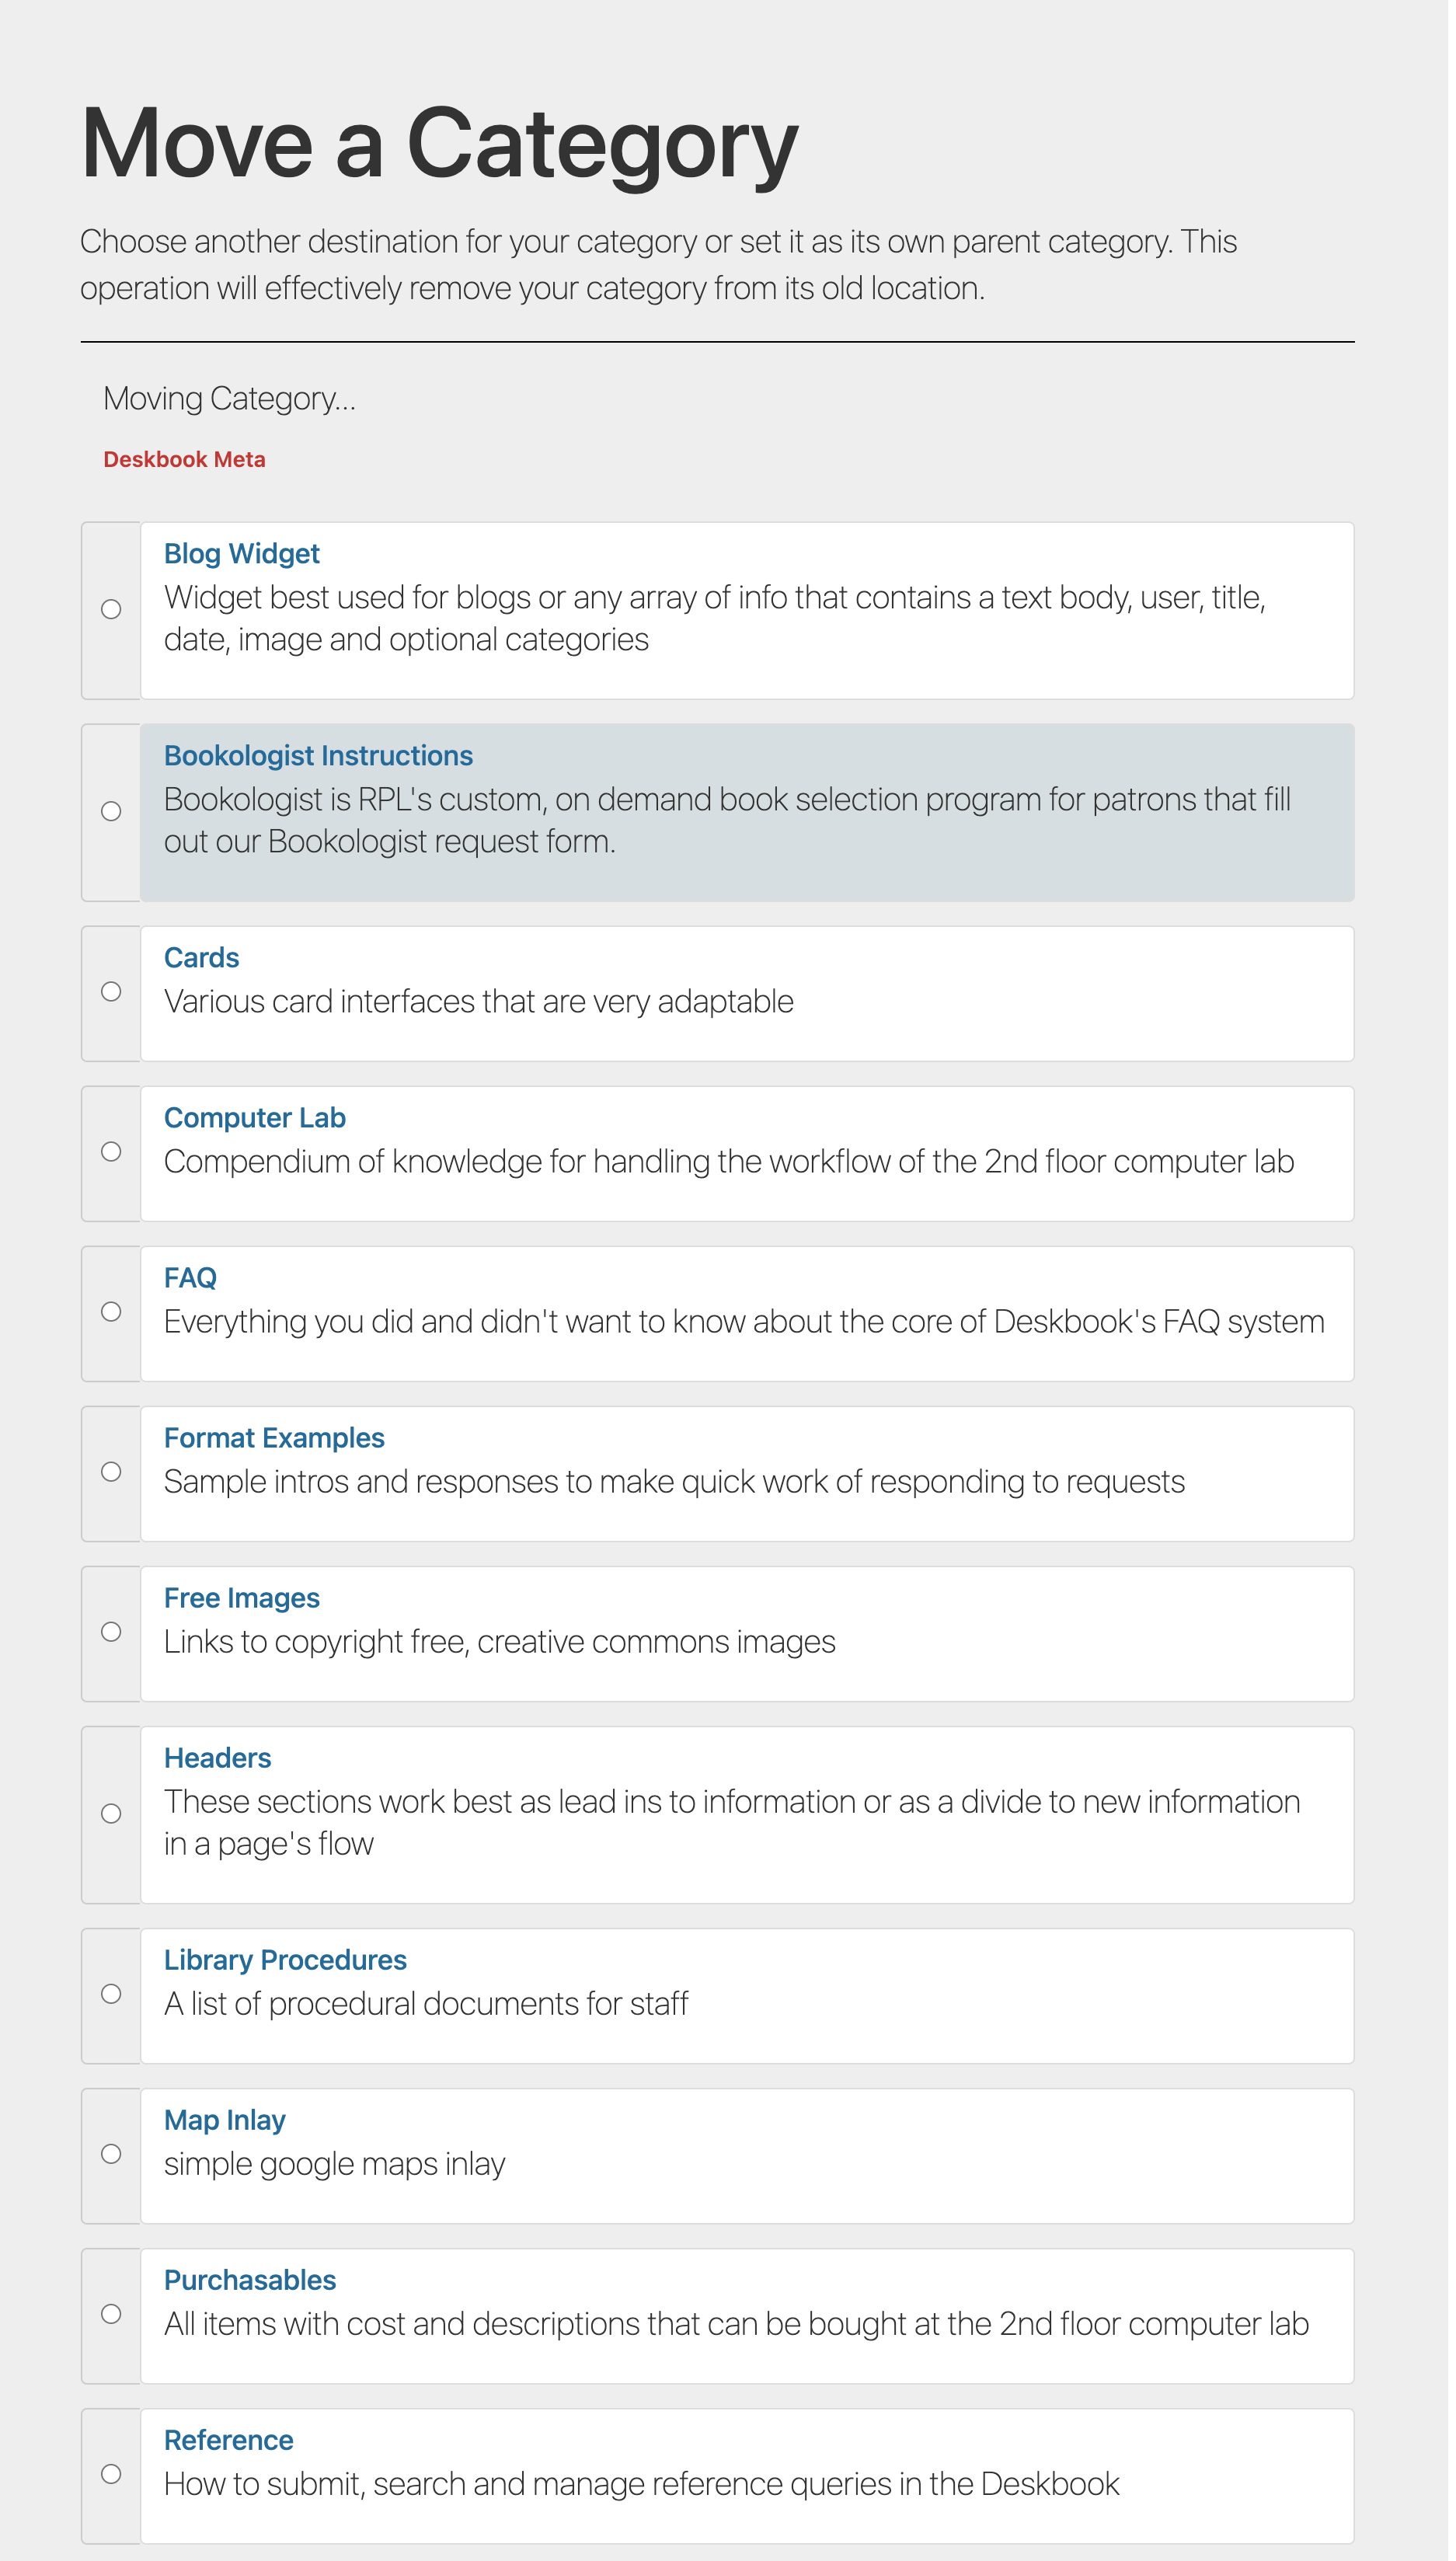 Move a Category
Choose another destination for your category or set it as its own parent category. This
operation will effectively remove your category from its old location.
Moving Category...
Deskbook Meta
Blog Widget
Widget best used for blogs or any array of info that contains a text body, user, title,
date, image and optional categories
Bookologist Instructions
Bookologist is RPL's custom, on demand book selection program for patrons that fill
out our Bookologist request form.
Cards
Various card interfaces that are very adaptable
Computer Lab
Compendium of knowledge for handling the workflow of the 2nd floor computer lab
FAQ
Everything you did and didn't want to know about the core of Deskbook's FAQ system
Format Examples
Sample intros and responses to make quick work of responding to requests
Free Images
Links to copyright free, creative commons images
Headers
These sections work best as lead ins to information or as a divide to new information
in a page's flow
Library Procedures
A list of procedural documents for staff
Map Inlay
simple google maps inlay
Purchasables
All items with cost and descriptions that can be bought at the 2nd floor computer lab
Reference
How to submit, search and manage reference queries in the Deskbook